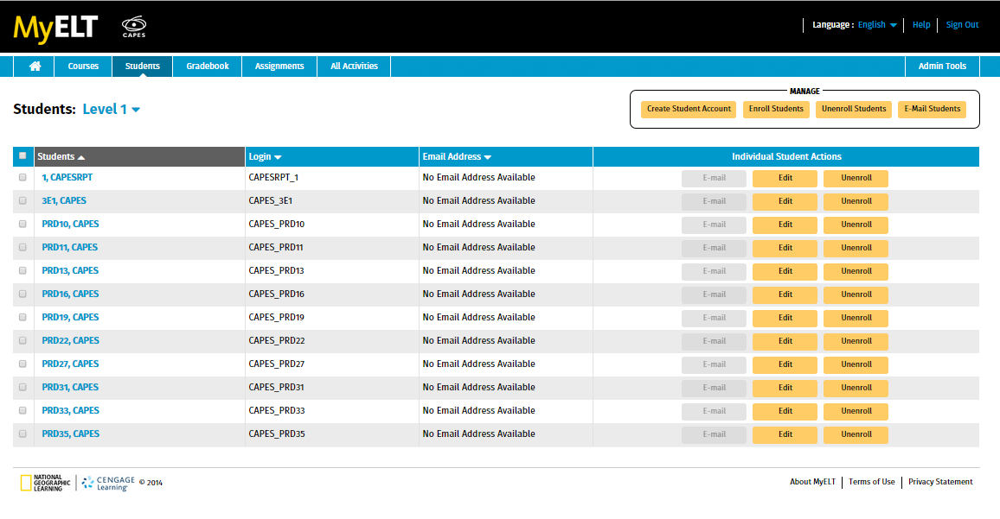 MyELT CAPES Language : English Help Sign Out
Courses Students Gradebook Assignments All Activities Admin Tools
Students: Level 1
MANAGE
Create Student Account Enroll Students Unenroll Students E-Mail Students
Students Login Email Address Individual Student Actions
1, CAPESRPT CAPESRPT_1 No Email Address Available E-mail Edit Unenroll
3E1, CAPES CAPES_3E1 No Email Address Available E-mail Edit Unenroll
PRD10, CAPES CAPES_PRD10 No Email Address Available E-mail Edit Unenroll
PRD11, CAPES CAPES_PRD11 No Email Address Available E-mail Edit Unenroll
PRD13, CAPES CAPES_PRD13 No Email Address Available E-mail Edit Unenroll
PRD16, CAPES CAPES_PRD16 No Email Address Available E-mail Edit Unenroll
PRD19, CAPES CAPES_PRD19 No Email Address Available E-mail Edit Unenroll
PRD22, CAPES CAPES_PRD22 No Email Address Available E-mail Edit Unenroll
PRD27, CAPES CAPES_PRD27 No Email Address Available E-mail Edit Unenroll
PRD31, CAPES CAPES_PRD31 No Email Address Available E-mail Edit Unenroll
PRD33, CAPES CAPES_PRD33 No Email Address Available E-mail Edit Unenroll
PRD35, CAPES CAPES_PRD35 No Email Address Available E-mail Edit Unenroll
NATIONAL
GEOGRAPHIC
LEARNING
CENGAGE
Learning
© 2014
About MyELT Terms of Use Privacy Statement